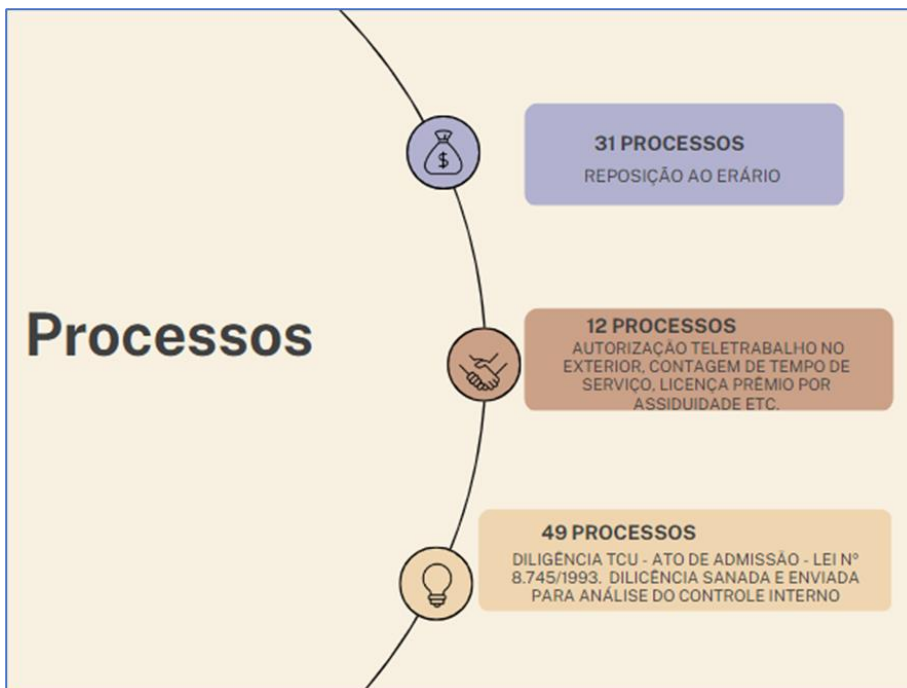 Processos
31 PROCESSOS
REPOSIÇÃO AO ERÁRIO
12 PROCESSOS
AUTORIZAÇÃO TELETRABALHO NO
EXTERIOR, CONTAGEM DE TEMPO DE
SERVIÇO, LICENÇA PRÊMIO POR
ASSIDUIDADE ETC.
49 PROCESSOS
DILIGÊNCIA TCU - ATO DE ADMISSÃO - LEI Nº
8.745/1993. DILICÊNCIA SANADA E ENVIADA
PARA ANÁLISE DO CONTROLE INTERNO
$